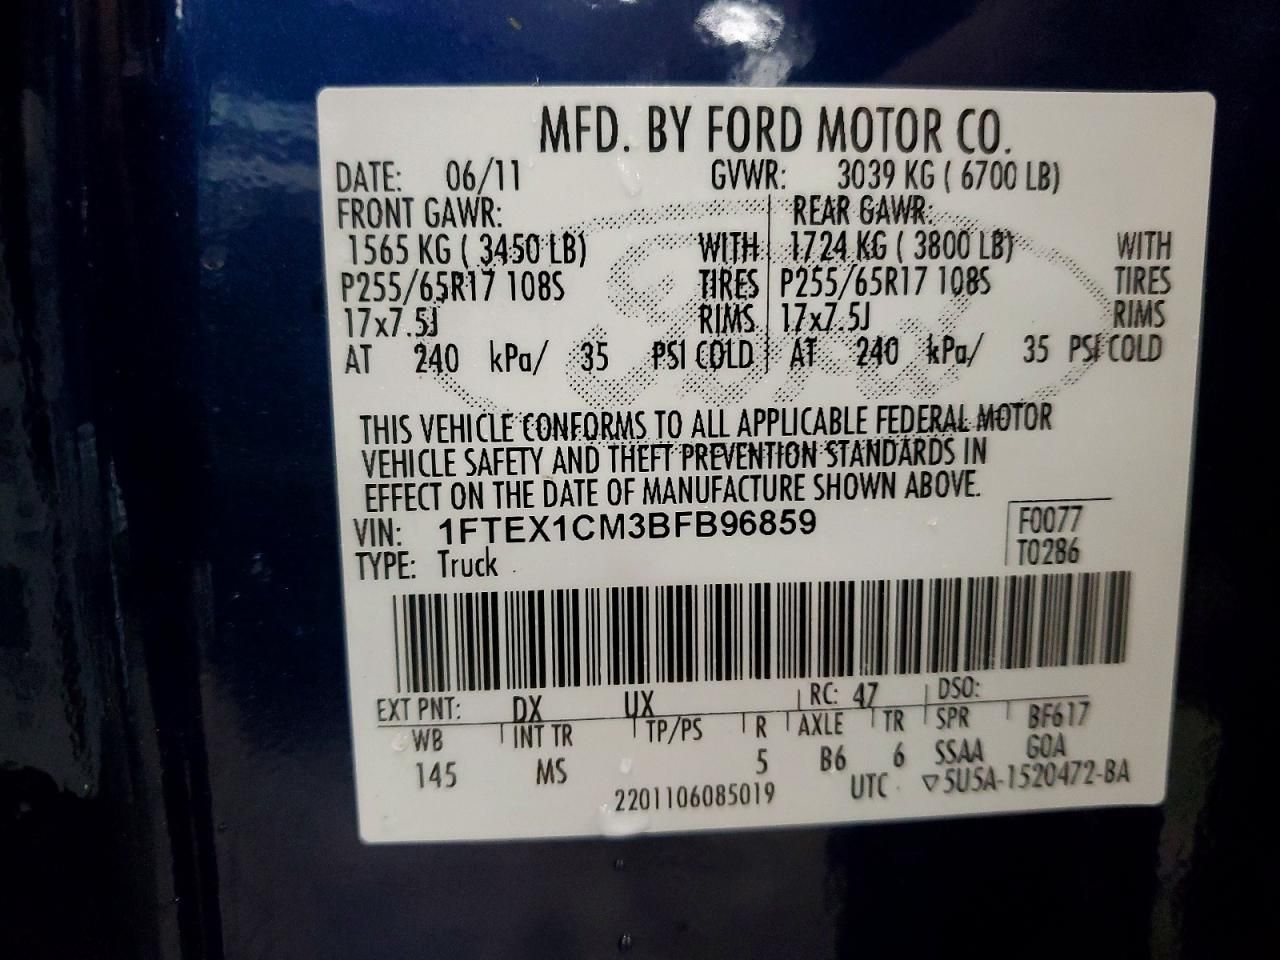 MFD. BY FORD MOTOR CO.
DATE: 06/11 GVWR: 3039 KG ( 6700 LB)
FRONT GAWR: REAR GAWR:
1565 KG ( 3450 LB) WITH 1724 KG ( 3800 LB) WITH
P255/65R17 108S TIRES P255/65R17 108S TIRES
17x7.5J RIMS 17x7.5J RIMS
AT 240 kPa/ 35 PSI COLD AT 240 kPa/ 35 PSI COLD
THIS VEHICLE CONFORMS TO ALL APPLICABLE FEDERAL MOTOR
VEHICLE SAFETY AND THEFT PREVENTION STANDARDS IN
EFFECT ON THE DATE OF MANUFACTURE SHOWN ABOVE.
VIN: 1FTEX1CM3BFB96859 F0077
TYPE: Truck T0286
EXT PNT: DX UX RC: 47 DSO:
WB INT TR TP/PS R AXLE TR SPR BF617
145 MS 5 B6 6 SSAA GOA
2201106085019 UTC ▽5U5A-1520472-BA
Ford